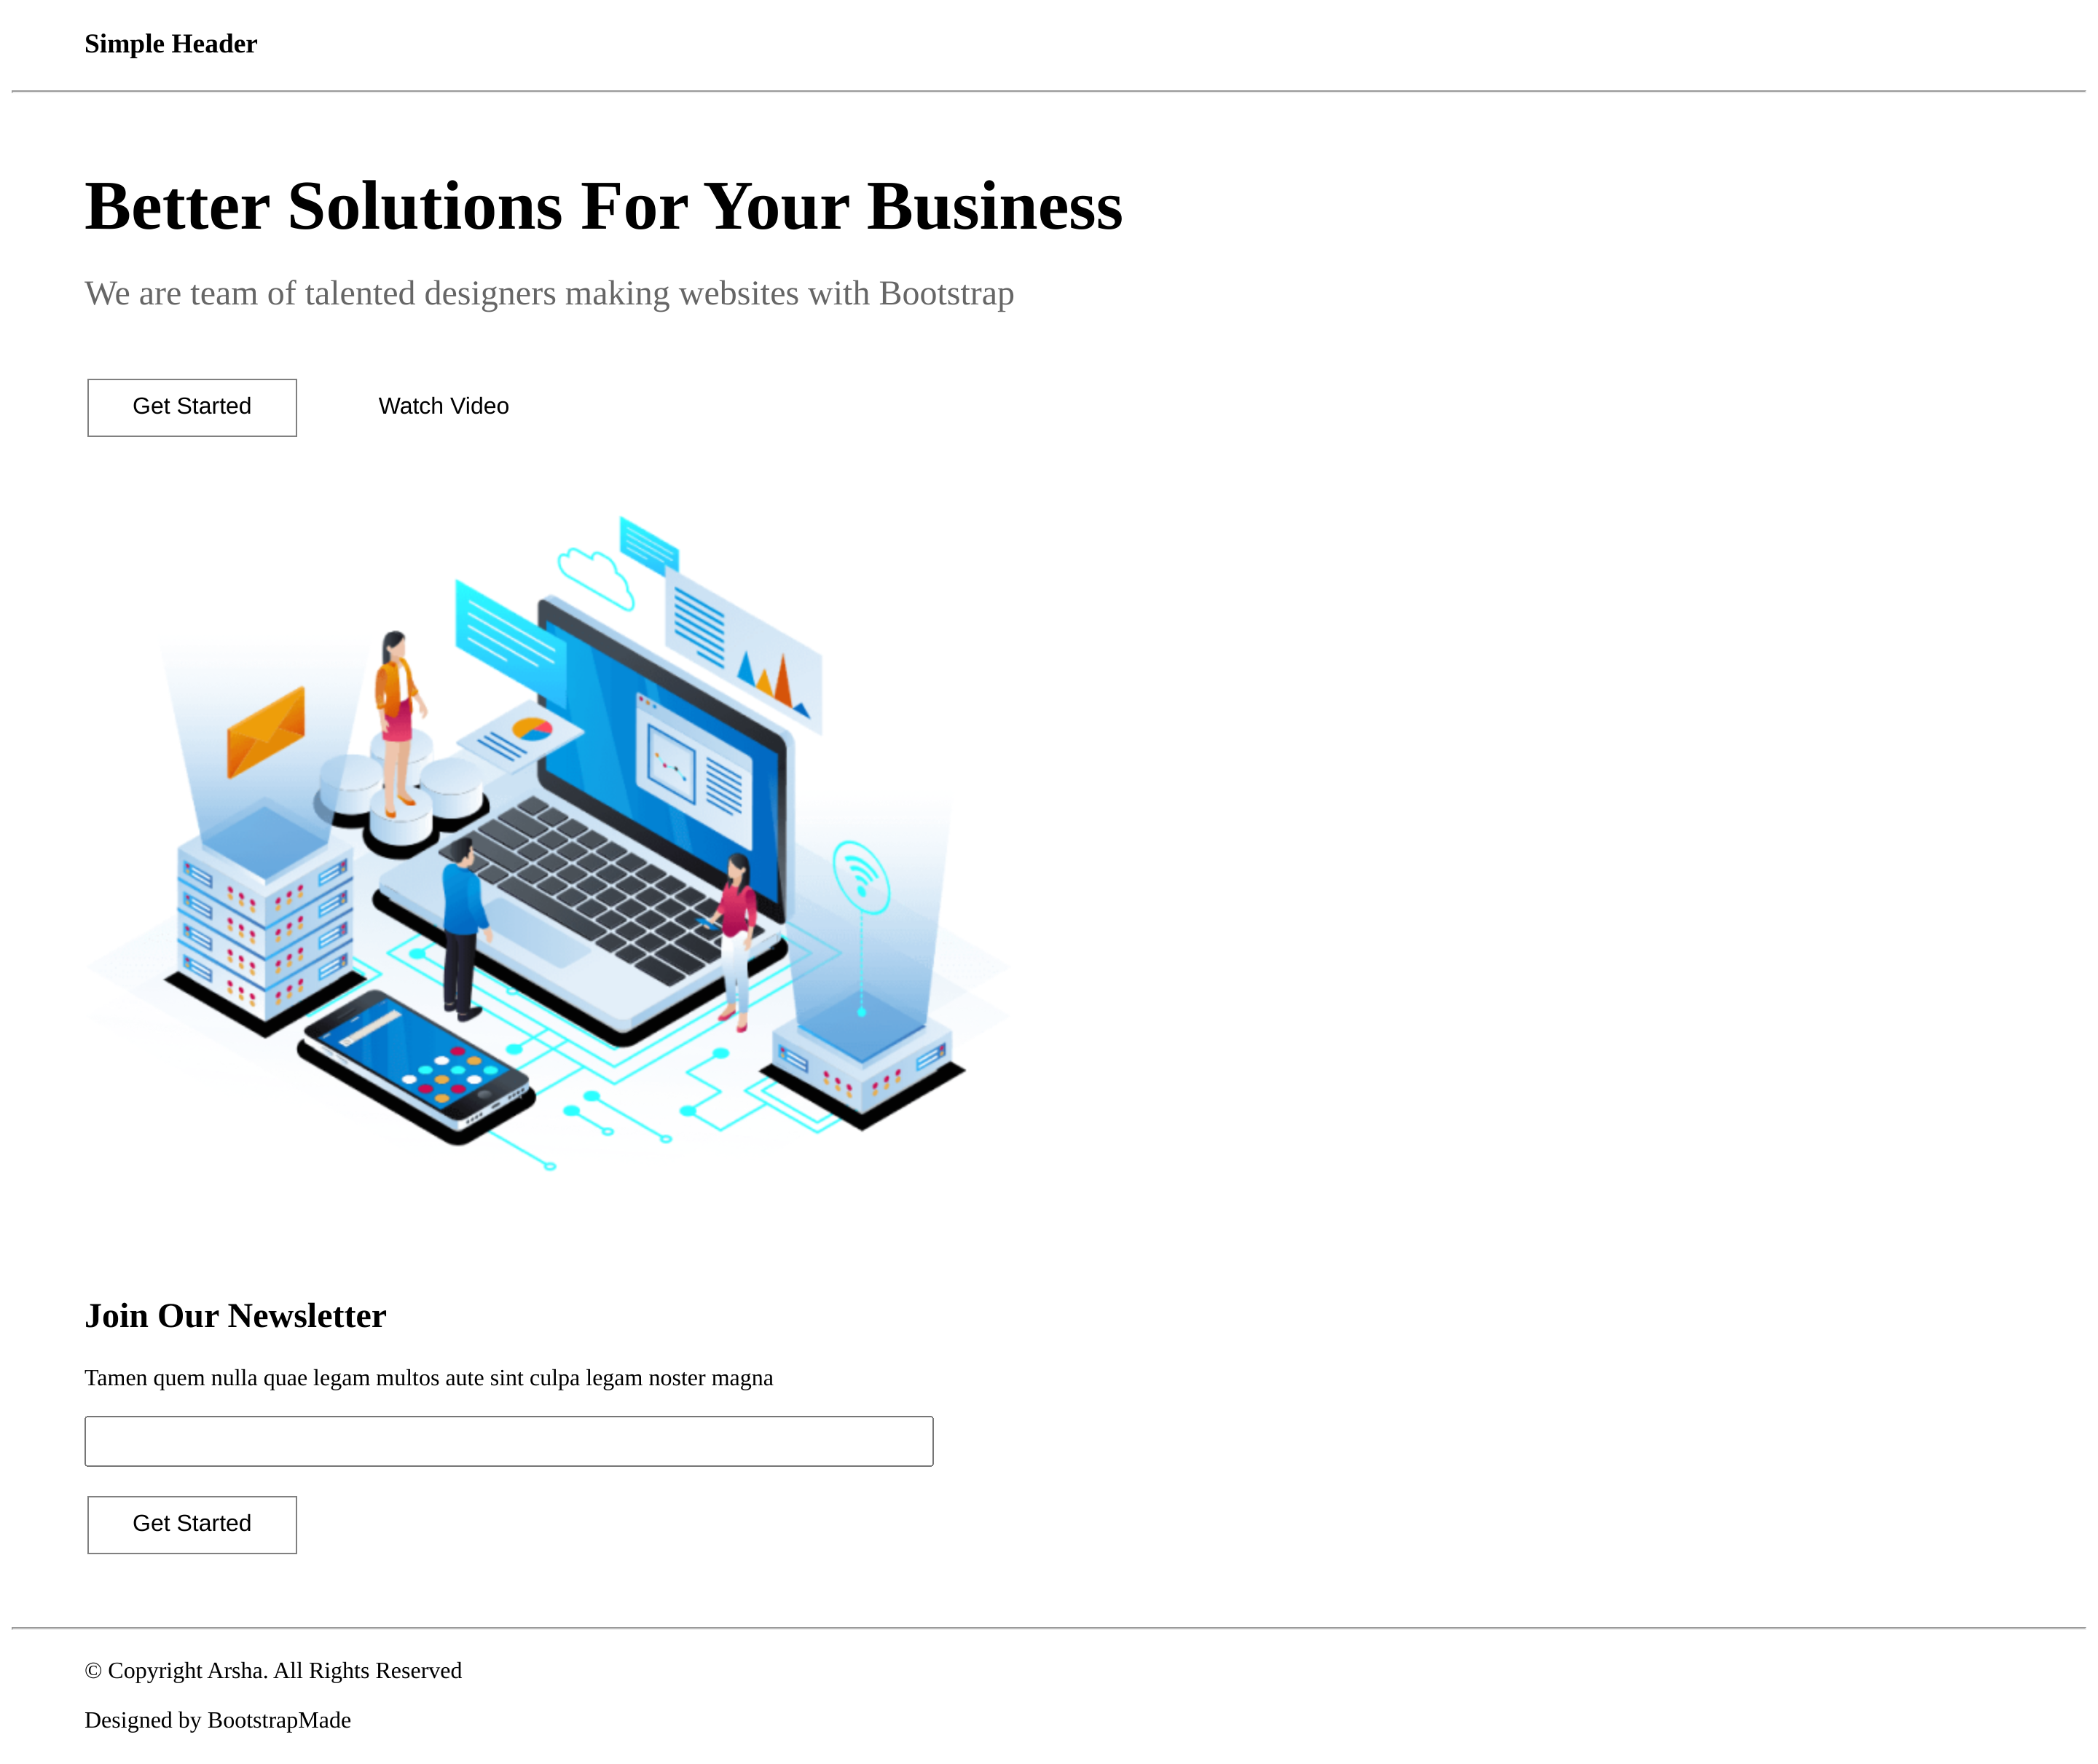 Simple Header
Better Solutions For Your Business
We are team of talented designers making websites with Bootstrap
Get Started
Watch Video
Join Our Newsletter
Tamen quem nulla quae legam multos aute sint culpa legam noster magna
Get Started
© Copyright Arsha. All Rights Reserved
Designed by BootstrapMade